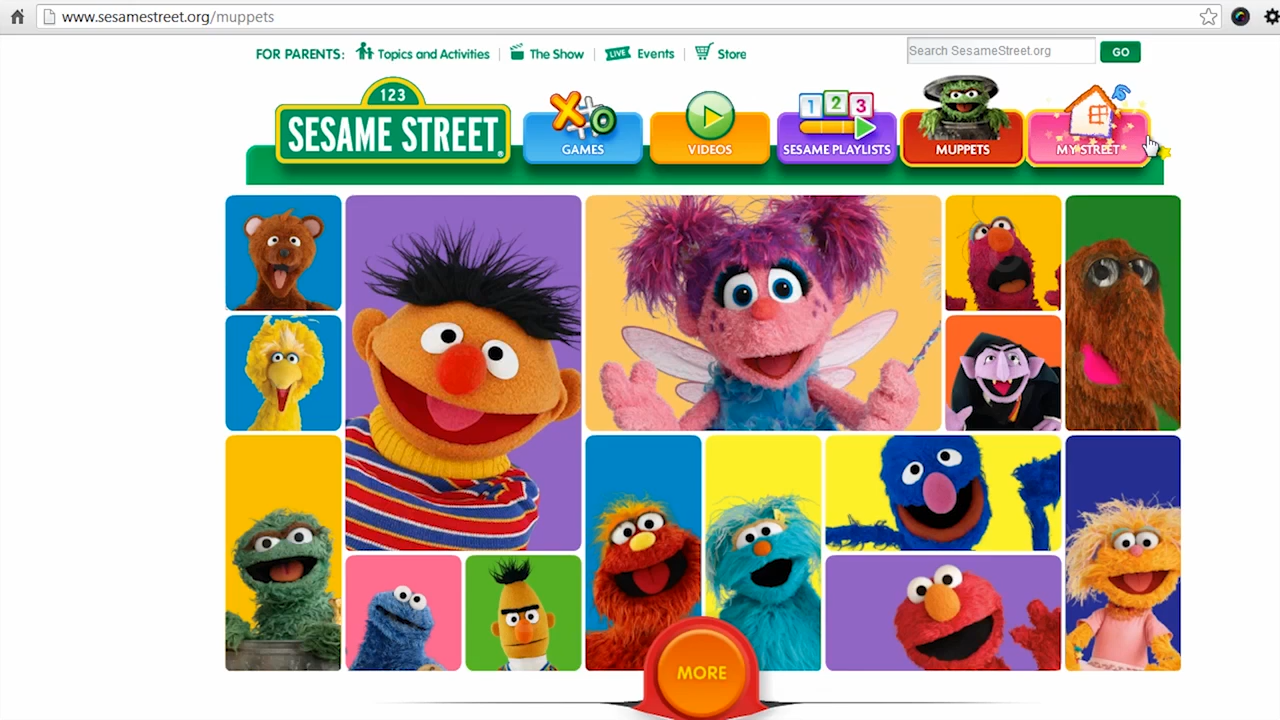 www.sesamestreet.org/muppets
FOR PARENTS: Topics and Activities LIVE The Show Events Store
Search SesameStreet.org GO
123
SESAME STREET®
1 2 3
GAMES VIDEOS SESAME PLAYLISTS MUPPETS MY STREET
MORE